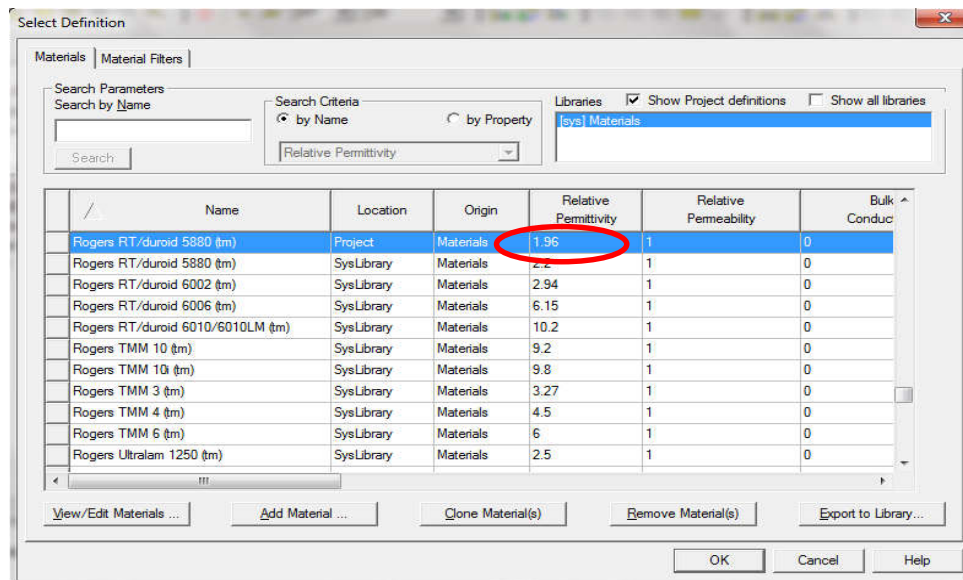 Select Definition
Materials Material Filters
Search Parameters
Search by Name
Search
Search Criteria
by Name by Property
Relative Permittivity
Libraries Show Project definitions Show all libraries
[sys] Materials
/ Name Location Origin Relative Permittivity Relative Permeability Bulk Conduc
Rogers RT/duroid 5880 (tm) Project Materials 1.96 1 0
Rogers RT/duroid 5880 (tm) SysLibrary Materials 2.2 1 0
Rogers RT/duroid 6002 (tm) SysLibrary Materials 2.94 1 0
Rogers RT/duroid 6006 (tm) SysLibrary Materials 6.15 1 0
Rogers RT/duroid 6010/6010LM (tm) SysLibrary Materials 10.2 1 0
Rogers TMM 10 (tm) SysLibrary Materials 9.2 1 0
Rogers TMM 10i (tm) SysLibrary Materials 9.8 1 0
Rogers TMM 3 (tm) SysLibrary Materials 3.27 1 0
Rogers TMM 4 (tm) SysLibrary Materials 4.5 1 0
Rogers TMM 6 (tm) SysLibrary Materials 6 1 0
Rogers Ultralam 1250 (tm) SysLibrary Materials 2.5 1 0
View/Edit Materials ... Add Material ... Clone Material(s) Remove Material(s) Export to Library...
OK Cancel Help